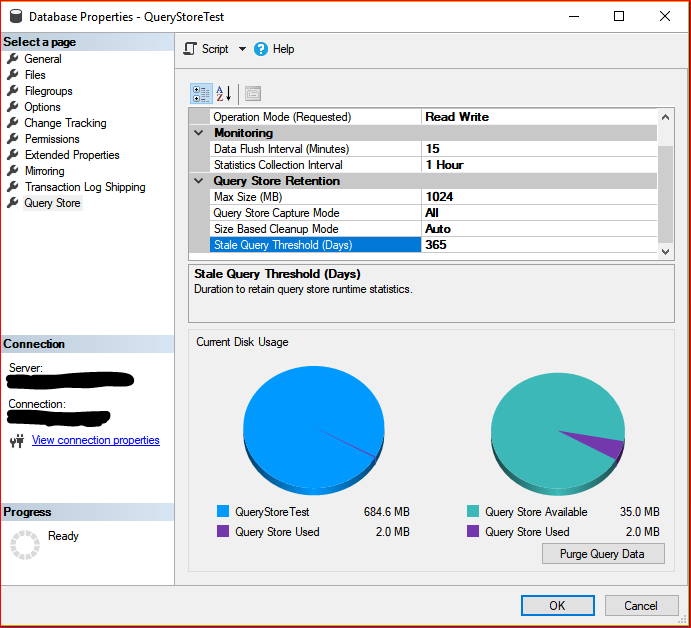 Database Properties - QueryStoreTest
Select a page
General
Files
Filegroups
Options
Change Tracking
Permissions
Extended Properties
Mirroring
Transaction Log Shipping
Query Store
Connection
Server:
Connection:
View connection properties
Progress
Ready
Script Help
Operation Mode (Requested) Read Write
Monitoring
Data Flush Interval (Minutes) 15
Statistics Collection Interval 1 Hour
Query Store Retention
Max Size (MB) 1024
Query Store Capture Mode All
Size Based Cleanup Mode Auto
Stale Query Threshold (Days) 365
Stale Query Threshold (Days)
Duration to retain query store runtime statistics.
Current Disk Usage
QueryStoreTest 684.6 MB
Query Store Used 2.0 MB
Query Store Available 35.0 MB
Query Store Used 2.0 MB
Purge Query Data
OK Cancel